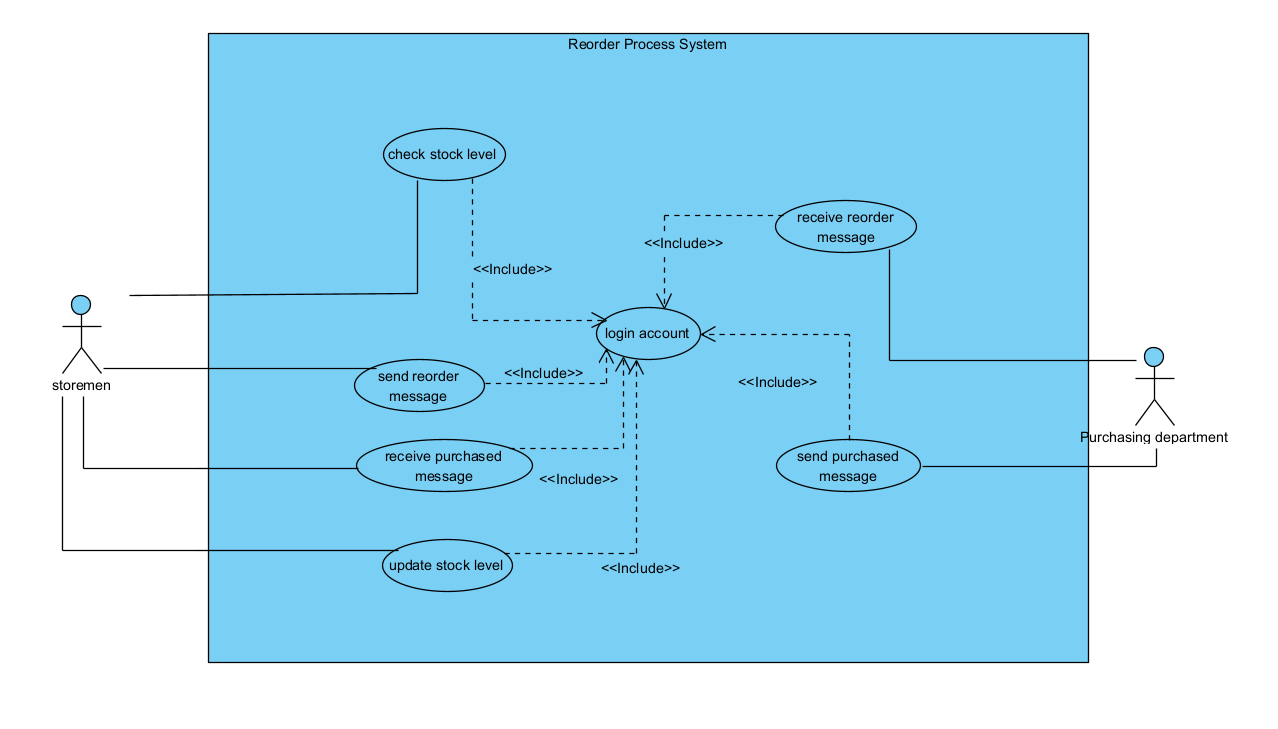 Reorder Process System
check stock level
receive reorder
message
<<Include>>
<<Include>>
login account
send reorder
message
<<Include>>
<<Include>>
storemen
Purchasing department
receive purchased
message
<<Include>>
send purchased
message
update stock level
<<Include>>